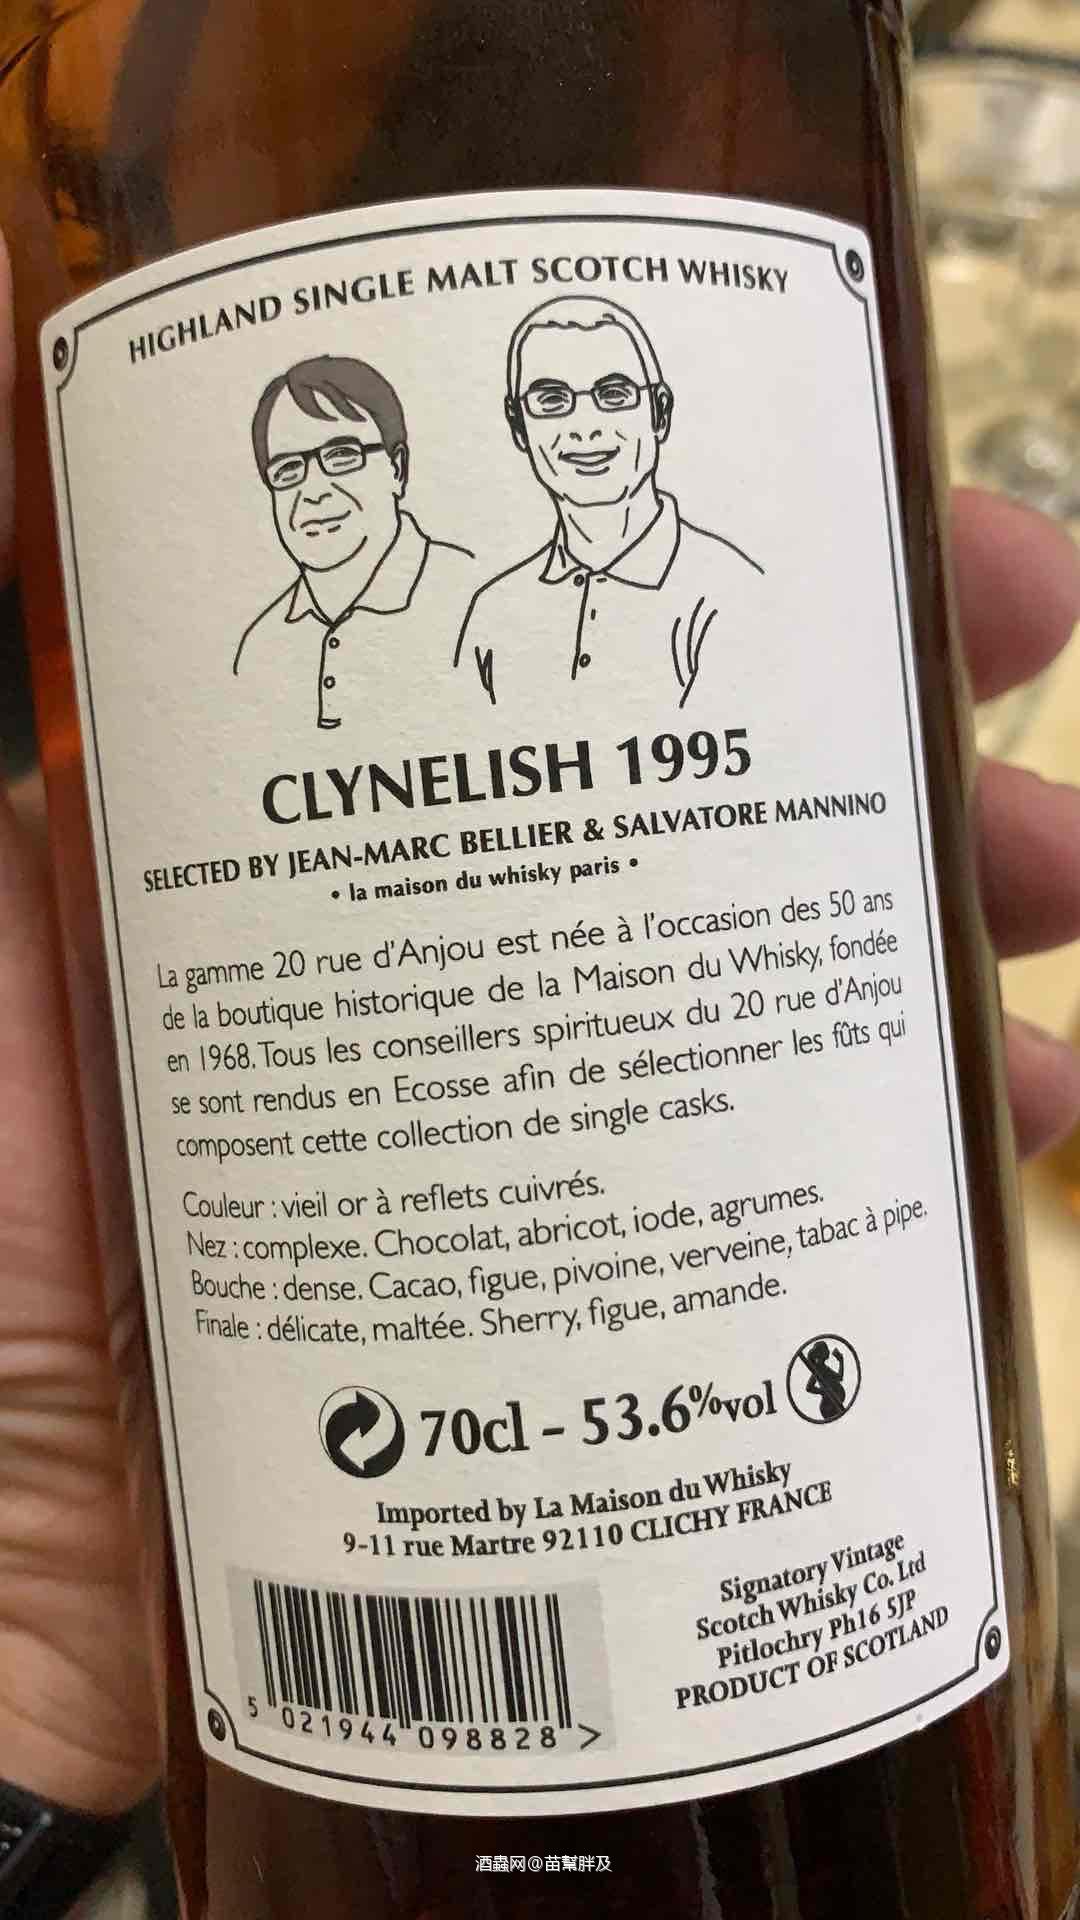 HIGHLAND SINGLE MALT SCOTCH WHISKY
CLYNELISH 1995
SELECTED BY JEAN-MARC BELLIER & SALVATORE MANNINO
• la maison du whisky paris •
La gamme 20 rue d'Anjou est née à l'occasion des 50 ans
de la boutique historique de la Maison du Whisky, fondée
en 1968. Tous les conseillers spiritueux du 20 rue d'Anjou
se sont rendus en Ecosse afin de sélectionner les fûts qui
composent cette collection de single casks.
Couleur : vieil or à reflets cuivrés.
Nez : complexe. Chocolat, abricot, iode, agrumes.
Bouche : dense. Cacao, figue, pivoine, verveine, tabac à pipe.
Finale : délicate, maltée. Sherry, figue, amande.
70cl - 53.6%vol
Imported by La Maison du Whisky
9-11 rue Martre 92110 CLICHY FRANCE
Signatory Vintage
Scotch Whisky Co. Ltd
Pitlochry Ph16 5JP
PRODUCT OF SCOTLAND
5 021944 098828 >
酒蟲网@苗幫胖及